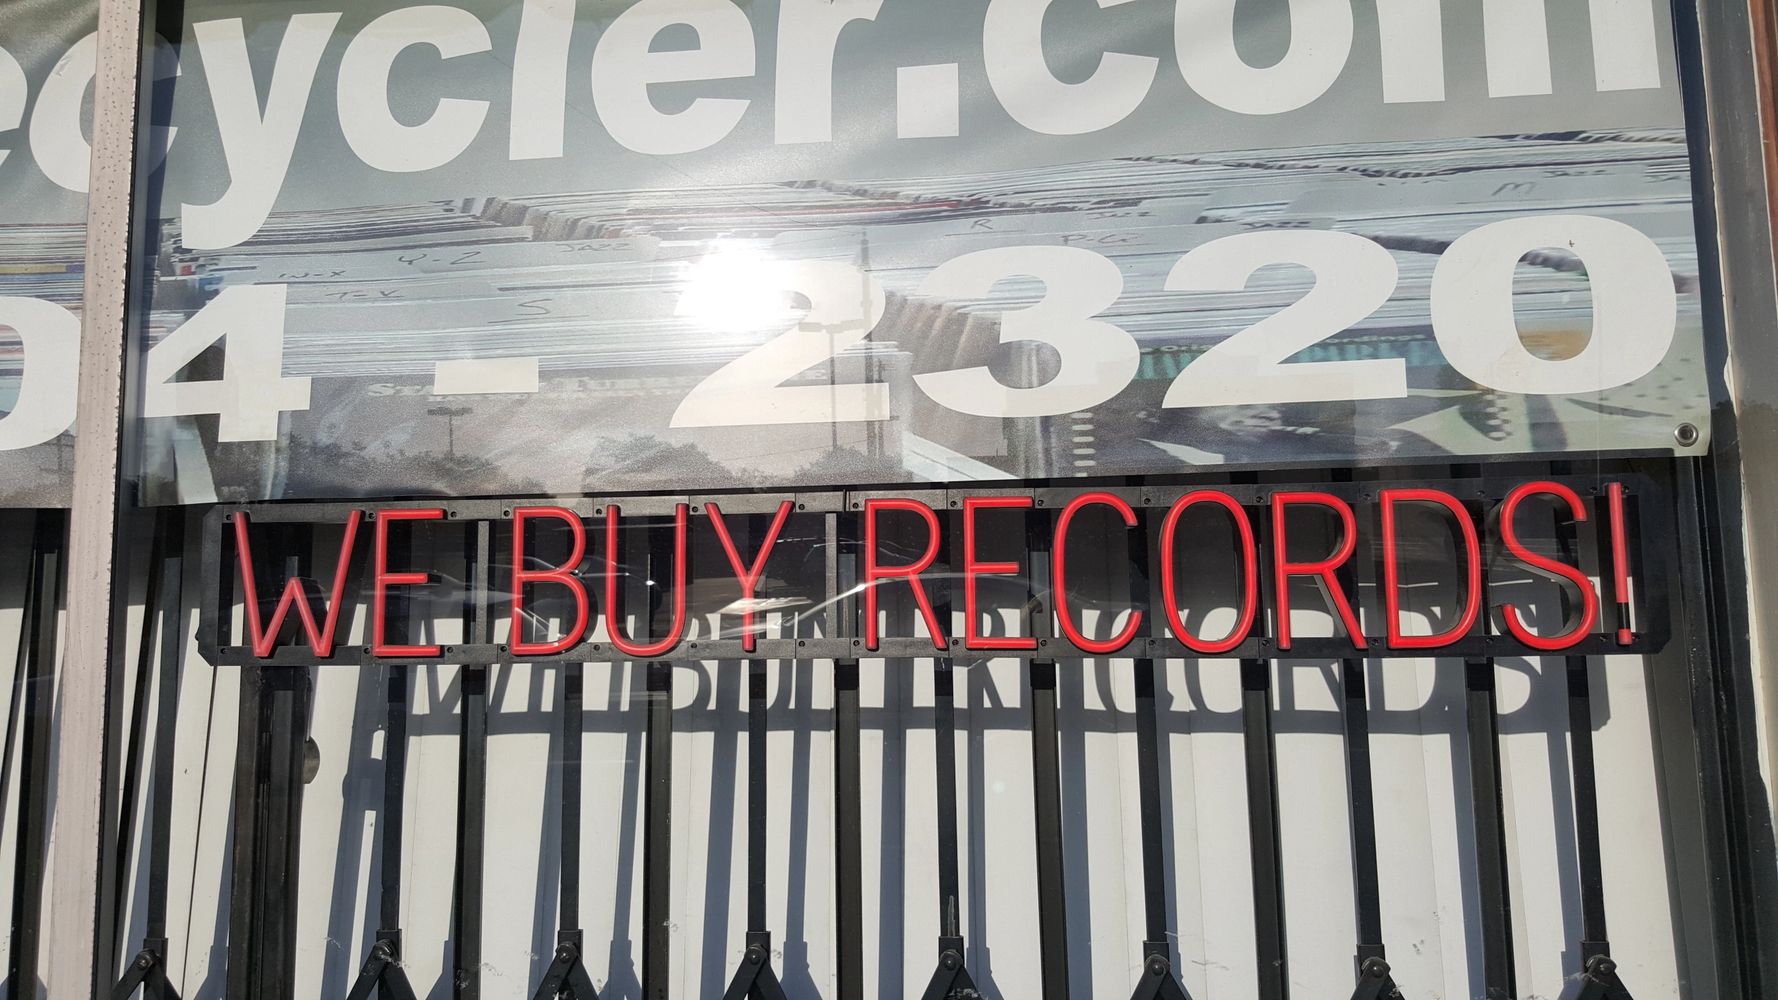 ecycler.com
04 - 2320
WE BUY RECORDS!